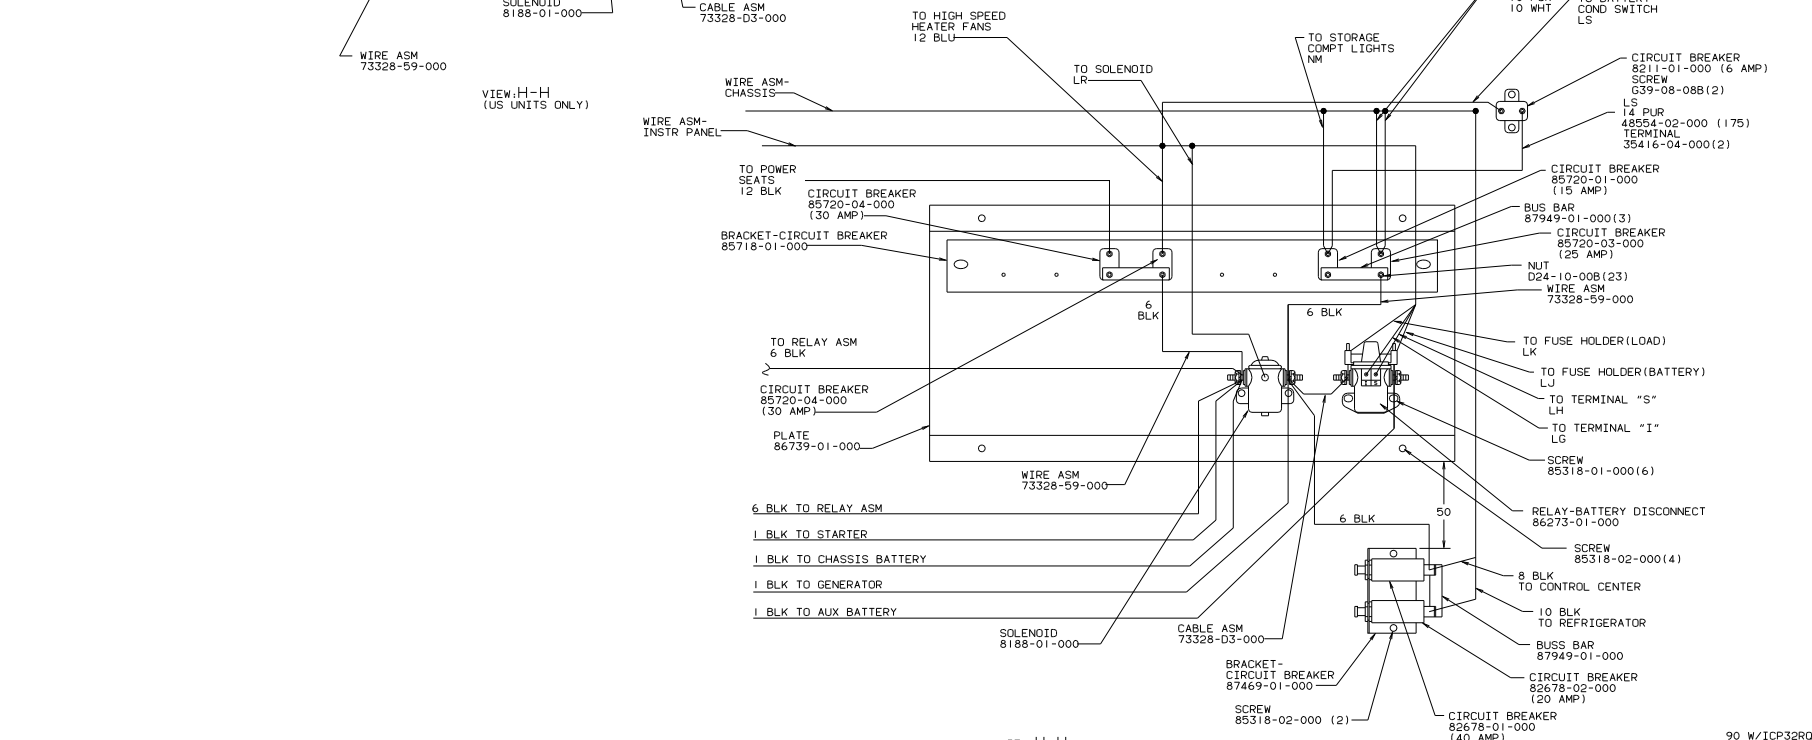 SOLENOID
8188-01-000
CABLE ASM
73328-D3-000
WIRE ASM
73328-59-000
VIEW:H-H
(US UNITS ONLY)
TO HIGH SPEED
HEATER FANS
12 BLU
10 WHT
COND SWITCH
LS
TO STORAGE
COMPT LIGHTS
NM
TO SOLENOID
LR
WIRE ASM-
CHASSIS
WIRE ASM-
INSTR PANEL
CIRCUIT BREAKER
8211-01-000 (6 AMP)
SCREW
G39-08-08B(2)
LS
14 PUR
48554-02-000 (175)
TERMINAL
35416-04-000(2)
TO POWER
SEATS
12 BLK
CIRCUIT BREAKER
85720-04-000
(30 AMP)
BRACKET-CIRCUIT BREAKER
85718-01-000
CIRCUIT BREAKER
85720-01-000
(15 AMP)
BUS BAR
87949-01-000(3)
CIRCUIT BREAKER
85720-03-000
(25 AMP)
NUT
D24-10-00B(23)
WIRE ASM
73328-59-000
6
BLK
6 BLK
TO RELAY ASM
6 BLK
TO FUSE HOLDER(LOAD)
LK
TO FUSE HOLDER(BATTERY)
LJ
TO TERMINAL "S"
LH
TO TERMINAL "I"
LG
CIRCUIT BREAKER
85720-04-000
(30 AMP)
PLATE
86739-01-000
WIRE ASM
73328-59-000
SCREW
85318-01-000(6)
6 BLK TO RELAY ASM
1 BLK TO STARTER
1 BLK TO CHASSIS BATTERY
1 BLK TO GENERATOR
1 BLK TO AUX BATTERY
50
6 BLK
RELAY-BATTERY DISCONNECT
86273-01-000
SCREW
85318-02-000(4)
8 BLK
TO CONTROL CENTER
10 BLK
TO REFRIGERATOR
SOLENOID
8188-01-000
CABLE ASM
73328-D3-000
BUSS BAR
87949-01-000
BRACKET-
CIRCUIT BREAKER
87469-01-000
CIRCUIT BREAKER
82678-02-000
(20 AMP)
SCREW
85318-02-000 (2)
CIRCUIT BREAKER
82678-01-000
(40 AMP)
90 W/ICP32RQ